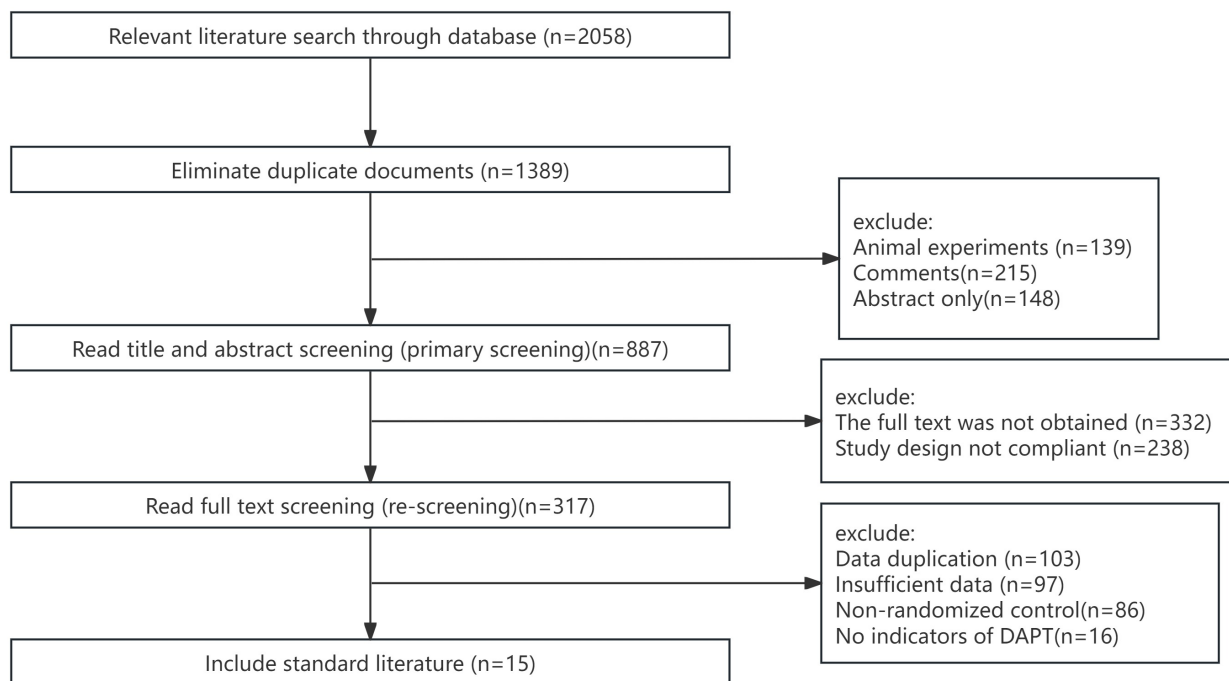 Relevant literature search through database (n=2058)
Eliminate duplicate documents (n=1389)
exclude:
Animal experiments (n=139)
Comments(n=215)
Abstract only(n=148)
Read title and abstract screening (primary screening)(n=887)
exclude:
The full text was not obtained (n=332)
Study design not compliant (n=238)
Read full text screening (re-screening)(n=317)
exclude:
Data duplication (n=103)
Insufficient data (n=97)
Non-randomized control(n=86)
No indicators of DAPT(n=16)
Include standard literature (n=15)